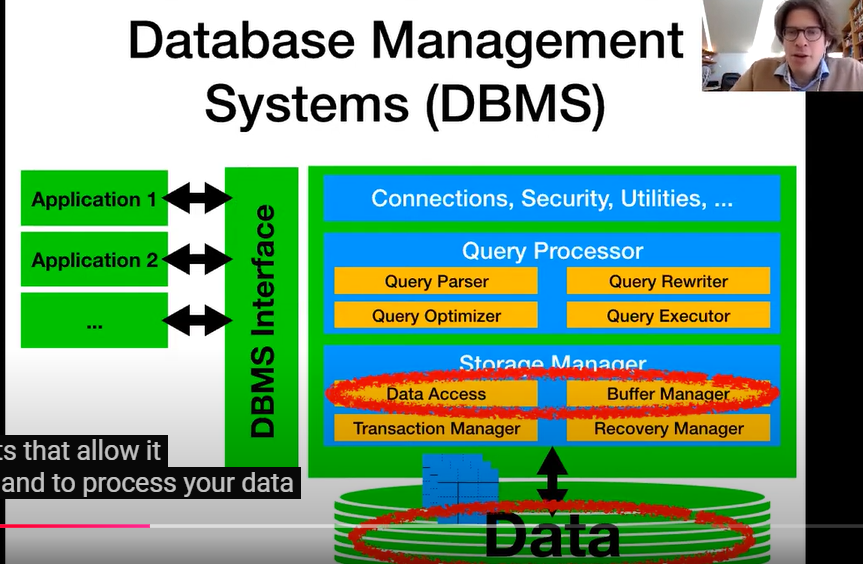 Database Management
Systems (DBMS)
Application 1
Application 2
...
DBMS Interface
Connections, Security, Utilities, ...
Query Processor
Query Parser
Query Rewriter
Query Optimizer
Query Executor
Storage Manager
Data Access
Buffer Manager
Transaction Manager
Recovery Manager
Data
ts that allow it
and to process your data